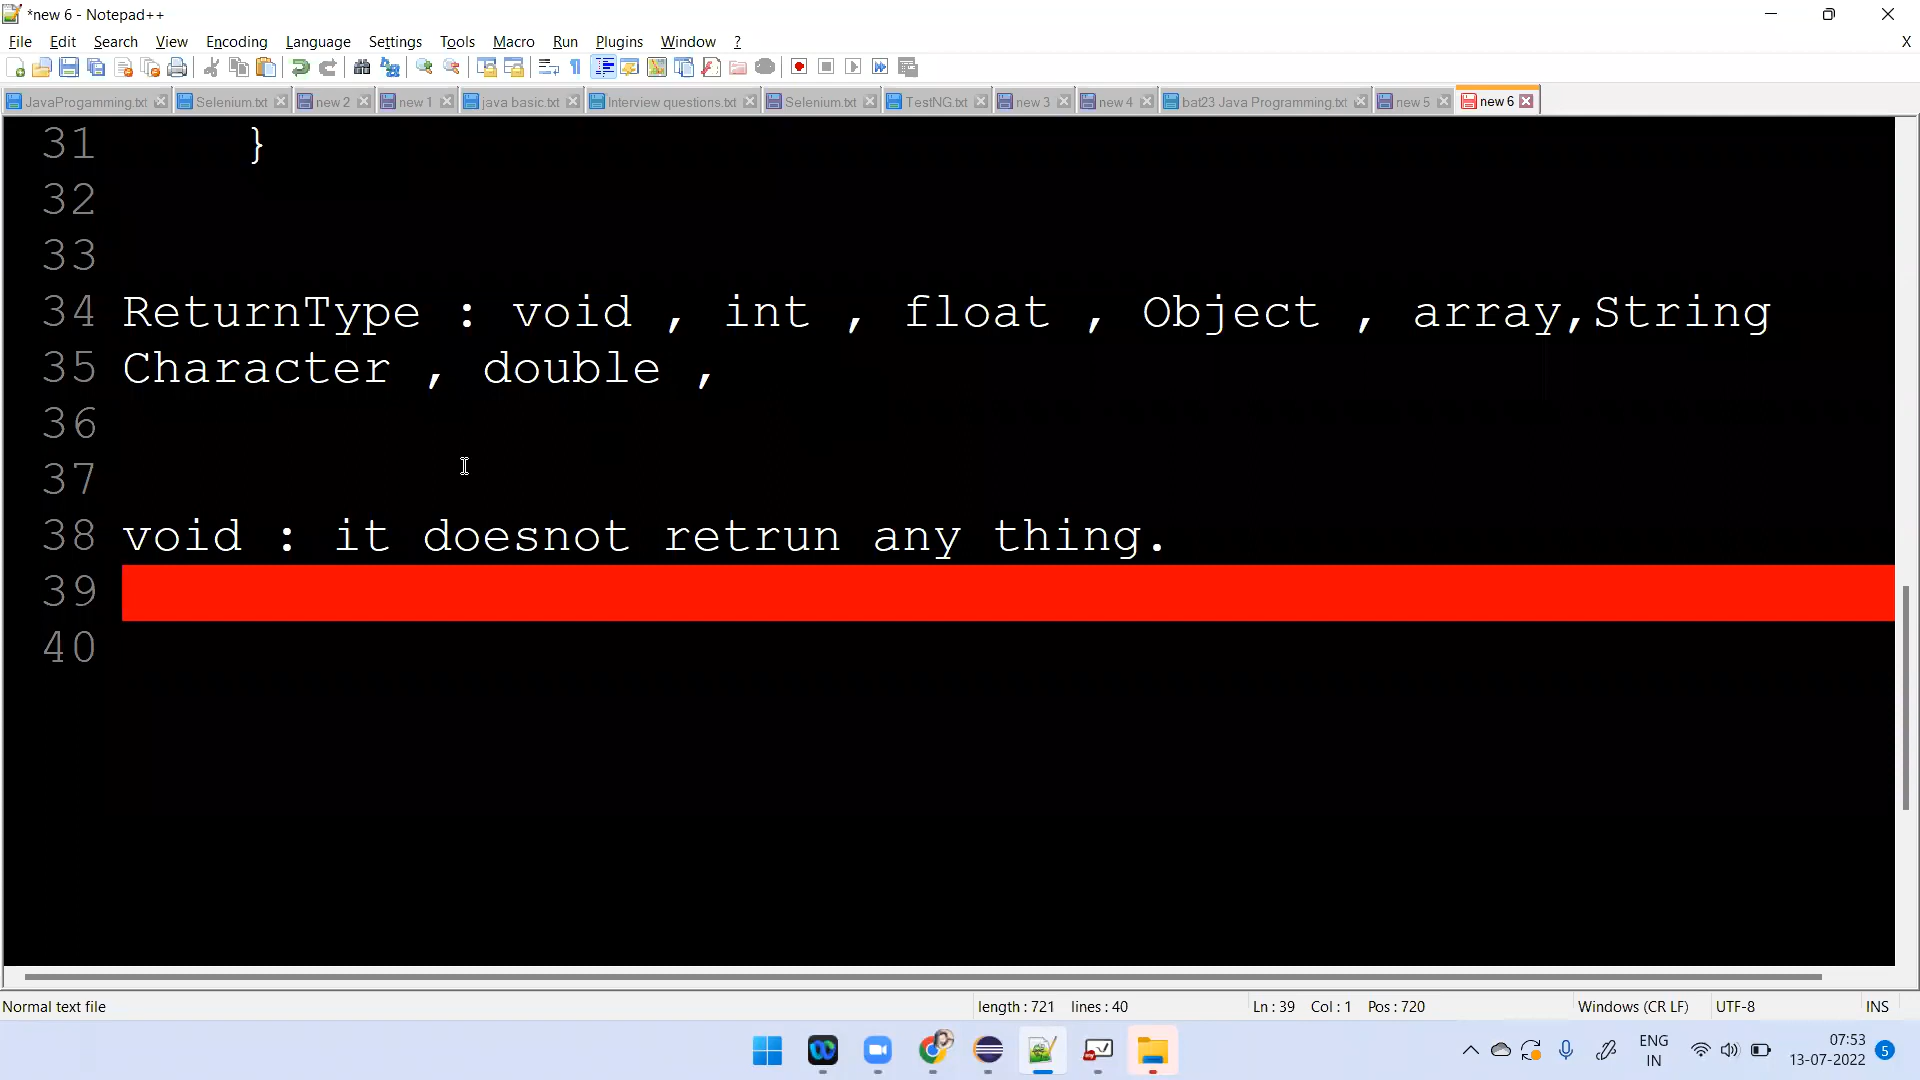 *new 6 - Notepad++
File Edit Search View Encoding Language Settings Tools Macro Run Plugins Window ? X
JavaProgamming.txt Selenium.txt new 2 new 1 java basic.txt Interview questions.txt Selenium.txt TestNG.txt new 3 new 4 bat23 Java Programming.txt new 5 new 6
31 }
32
33
34 ReturnType : void , int , float , Object , array,String
35 Character , double ,
36
37
38 void : it doesnot retrun any thing.
39
40
Normal text file length : 721 lines : 40 Ln : 39 Col : 1 Pos : 720 Windows (CR LF) UTF-8 INS
ENG
IN
07:53
13-07-2022
5